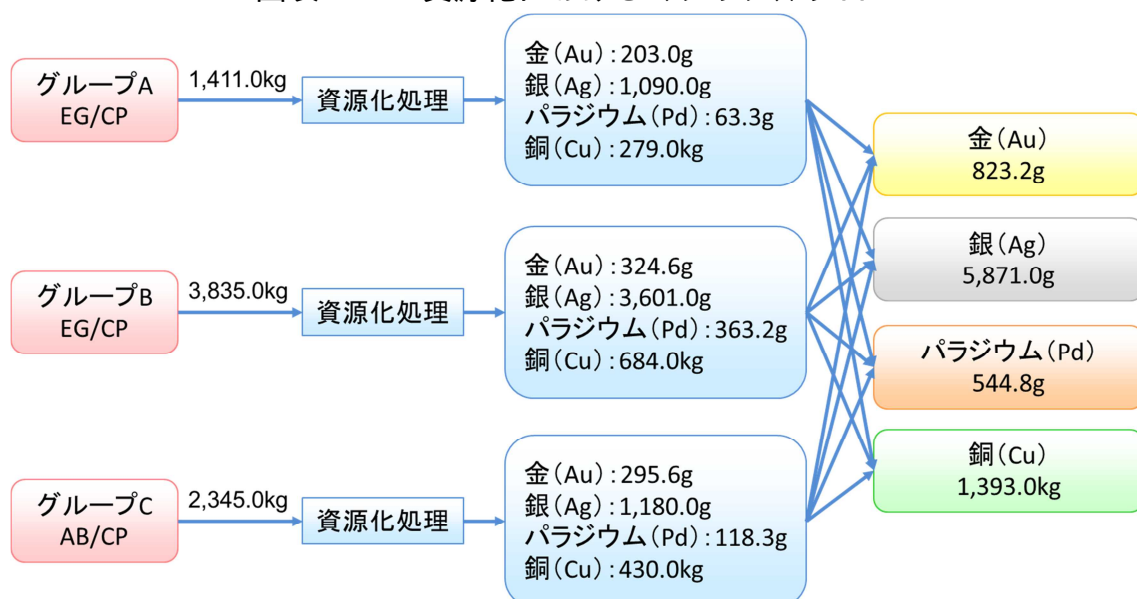 グループA
EG/CP
1,411.0kg
資源化処理
金(Au):203.0g
銀(Ag):1,090.0g
パラジウム(Pd):63.3g
銅(Cu):279.0kg
グループB
EG/CP
3,835.0kg
資源化処理
金(Au):324.6g
銀(Ag):3,601.0g
パラジウム(Pd):363.2g
銅(Cu):684.0kg
グループC
AB/CP
2,345.0kg
資源化処理
金(Au):295.6g
銀(Ag):1,180.0g
パラジウム(Pd):118.3g
銅(Cu):430.0kg
金(Au)
823.2g
銀(Ag)
5,871.0g
パラジウム(Pd)
544.8g
銅(Cu)
1,393.0kg